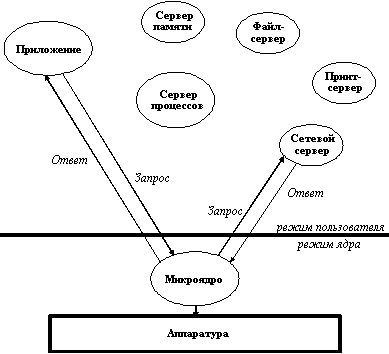 Сервер
памяти
Файл-
сервер
Приложение
Принт-
сервер
Сервер
процессов
Сетевой
сервер
Ответ
Запрос
Запрос
Ответ
режим пользователя
режим ядра
Микроядро
Аппаратура